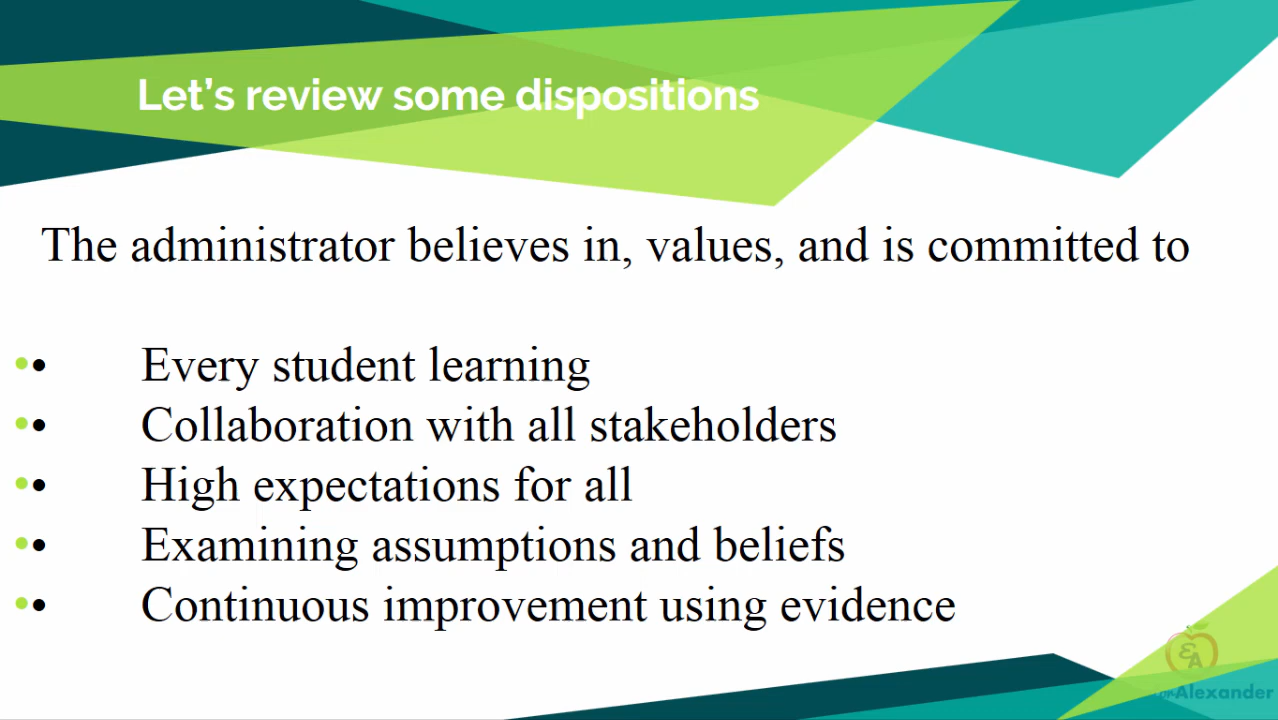 Let's review some dispositions
The administrator believes in, values, and is committed to
•• Every student learning
•• Collaboration with all stakeholders
•• High expectations for all
•• Examining assumptions and beliefs
•• Continuous improvement using evidence
EA
Alexander